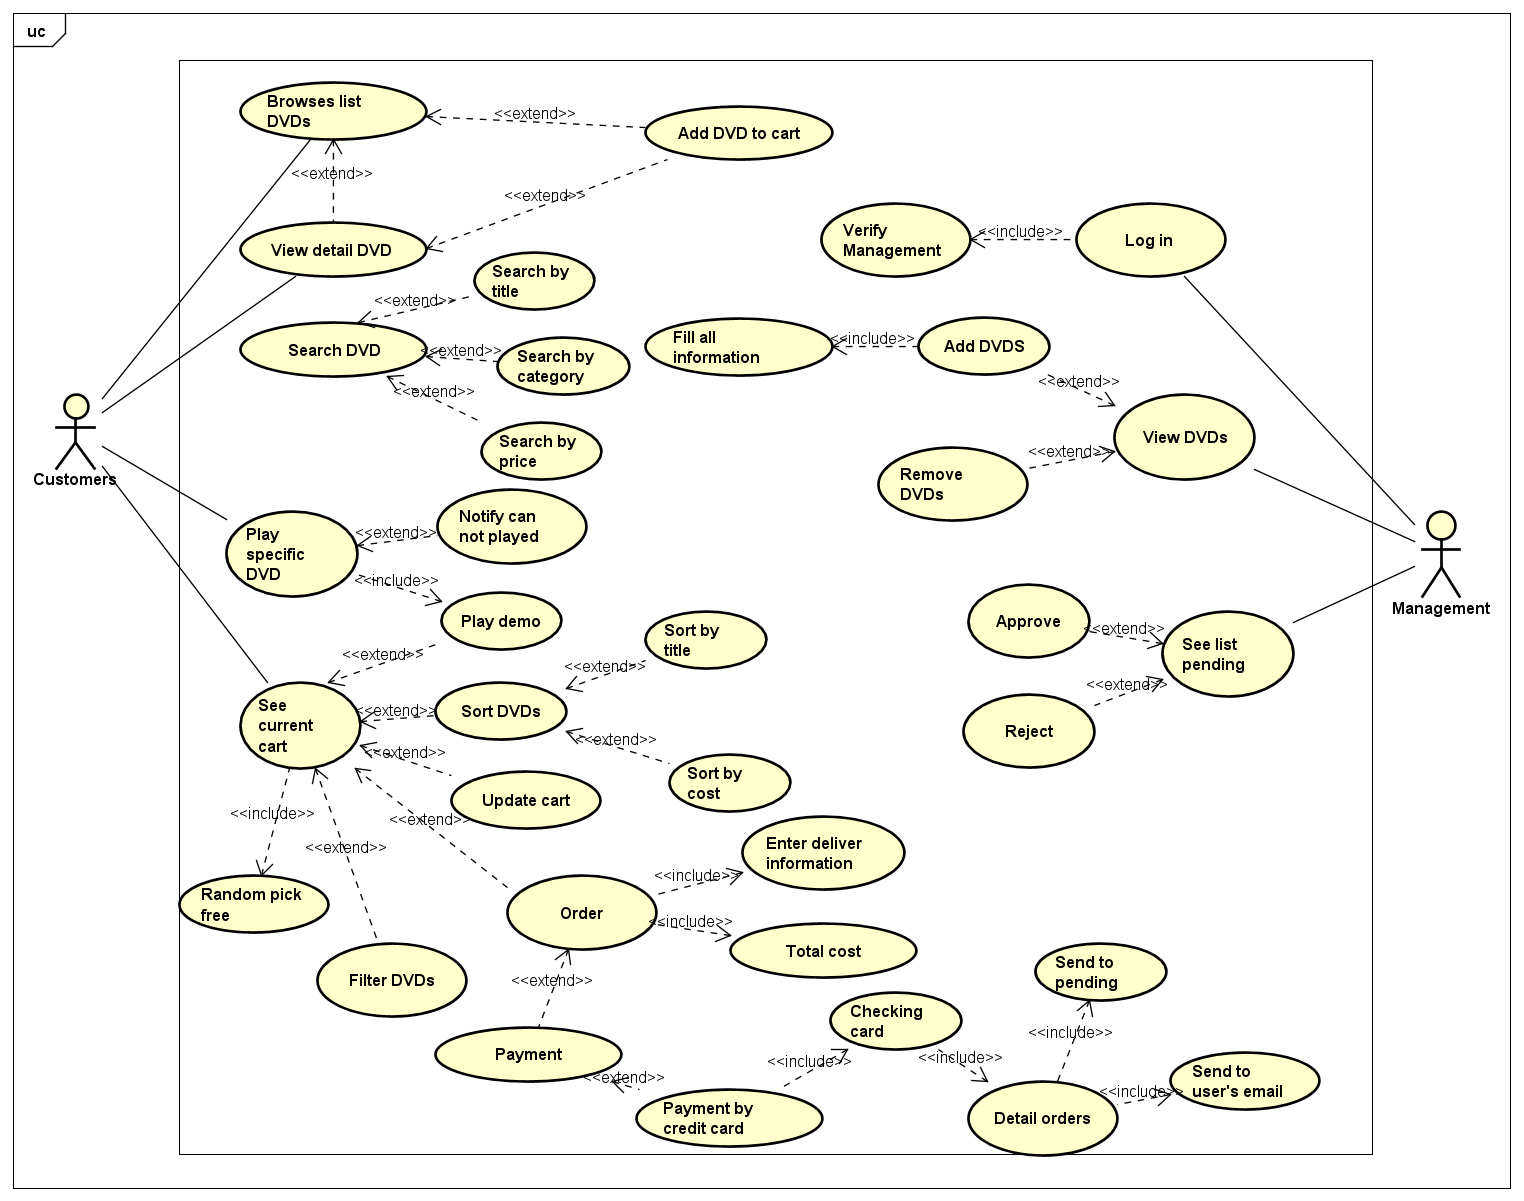 uc
Browses list
DVDs
<<extend>>
Add DVD to cart
<<extend>>
<<extend>>
View detail DVD
Verify
Management
<<include>>
Log in
Search by
title
<<extend>>
Search DVD
<<extend>>
Search by
category
<<extend>>
Search by
price
Fill all
information
<<include>>
Add DVDS
<<extend>>
View DVDs
<<extend>>
Remove
DVDs
Customers
Play
specific
DVD
<<extend>>
Notify can
not played
<<include>>
Play demo
Management
Approve
<<extend>>
See list
pending
<<extend>>
Reject
<<extend>>
Sort by
title
<<extend>>
See
current
cart
<<extend>>
Sort DVDs
<<extend>>
Sort by
cost
<<extend>>
Update cart
<<include>>
<<extend>>
<<extend>>
Enter deliver
information
<<include>>
Random pick
free
Order
<<include>>
Total cost
Filter DVDs
<<extend>>
Send to
pending
Checking
card
<<include>>
Payment
<<include>>
<<include>>
<<extend>>
Payment by
credit card
Detail orders
<<include>>
Send to
user's email